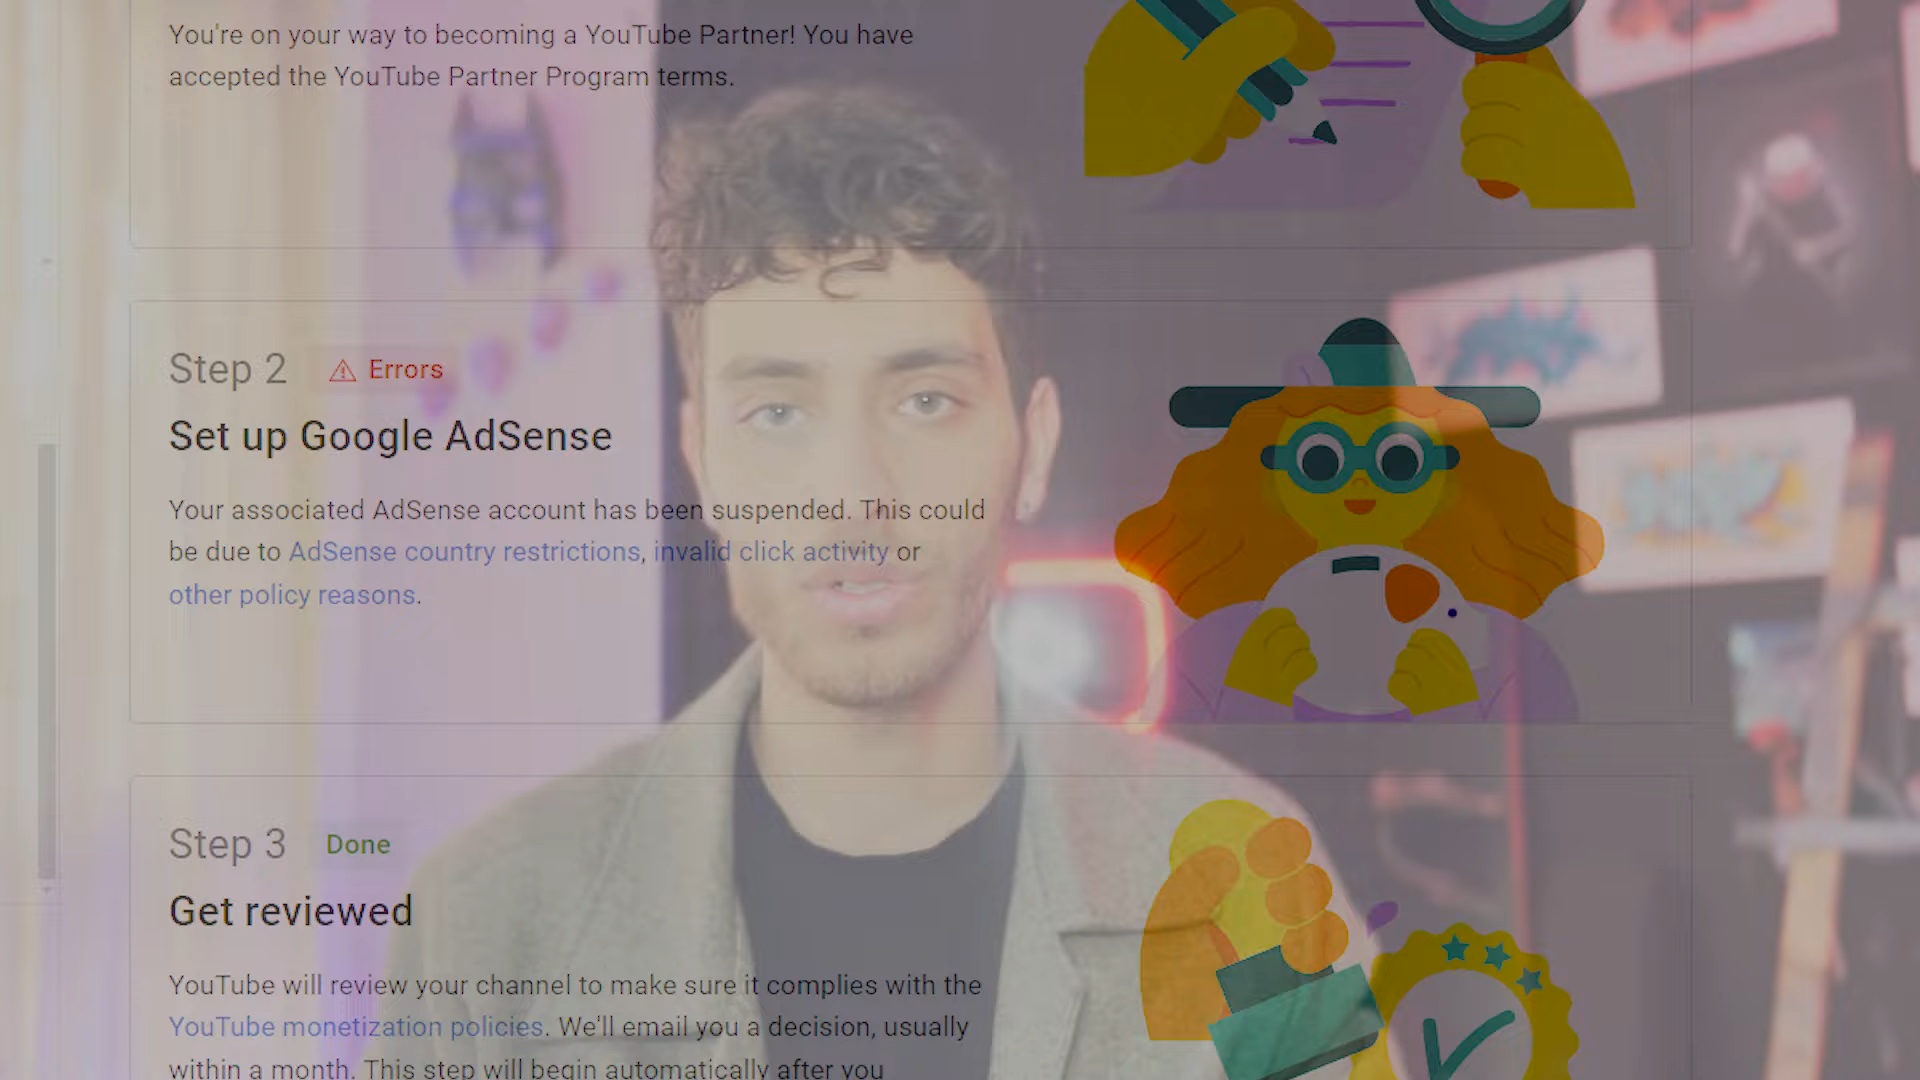 You're on your way to becoming a YouTube Partner! You have
accepted the YouTube Partner Program terms.
Step 2
Errors
Set up Google AdSense
Your associated AdSense account has been suspended. This could
be due to AdSense country restrictions, invalid click activity or
other policy reasons.
Step 3
Done
Get reviewed
YouTube will review your channel to make sure it complies with the
YouTube monetization policies. We'll email you a decision, usually
within a month. This step will begin automatically after you